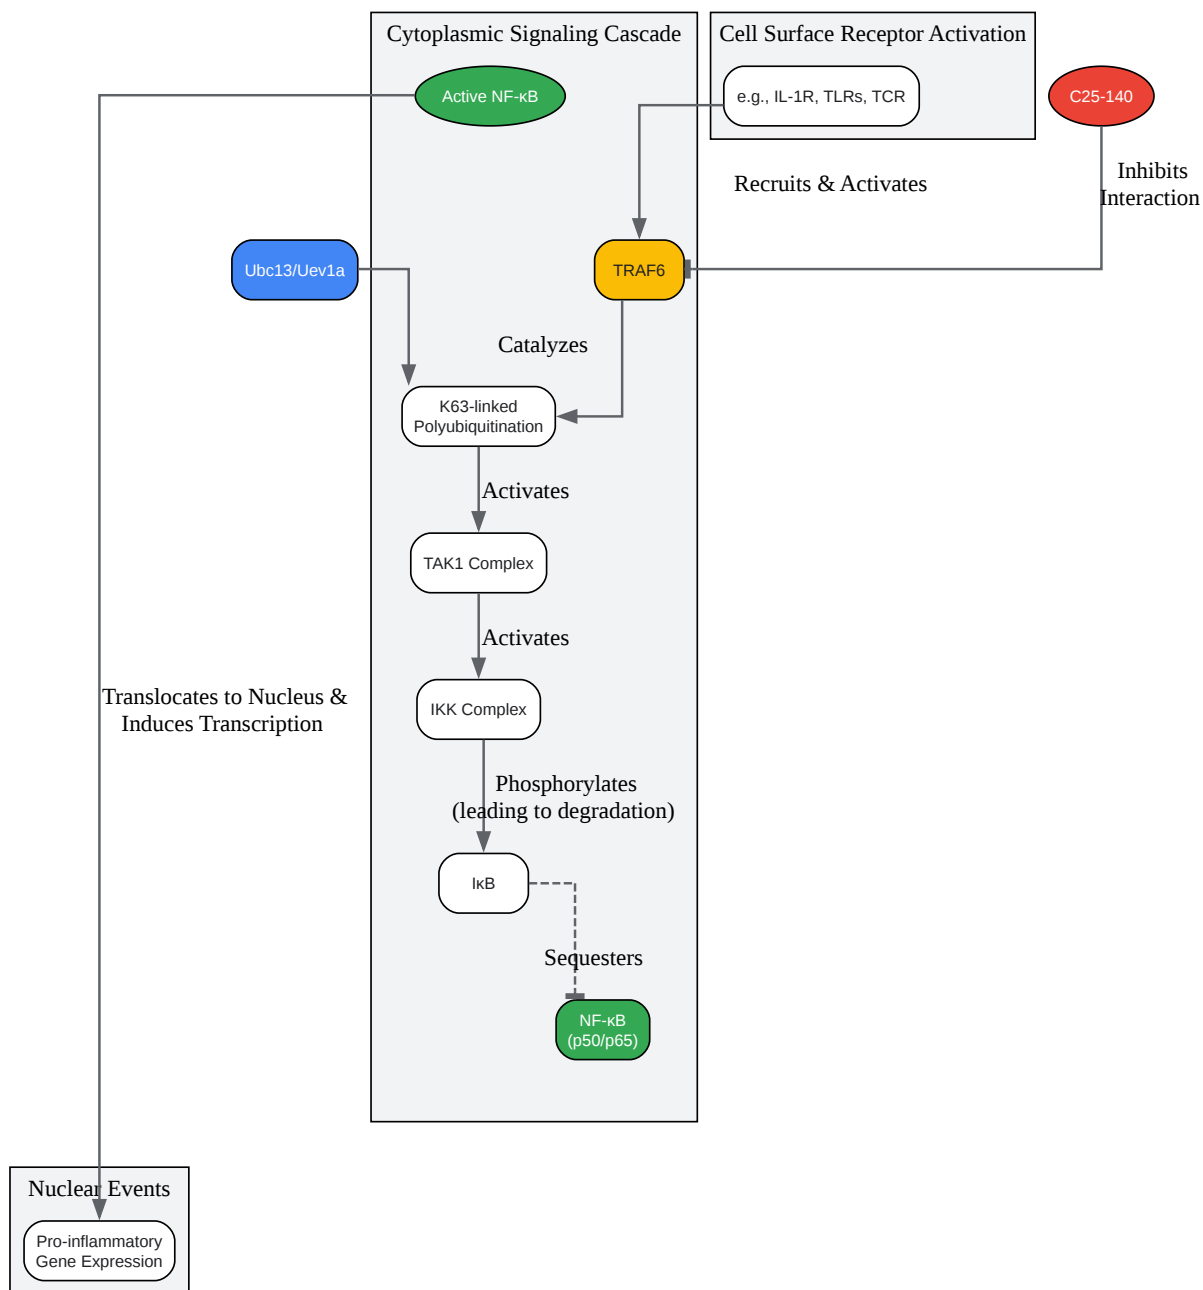 Cytoplasmic Signaling Cascade
Cell Surface Receptor Activation
Active NF-κB
e.g., IL-1R, TLRs, TCR
C25-140
Inhibits
Interaction
Recruits & Activates
Ubc13/Uev1a
TRAF6
Catalyzes
K63-linked
Polyubiquitination
Activates
TAK1 Complex
Activates
IKK Complex
Translocates to Nucleus &
Induces Transcription
Phosphorylates
(leading to degradation)
IκB
Sequesters
NF-κB
(p50/p65)
Nuclear Events
Pro-inflammatory
Gene Expression